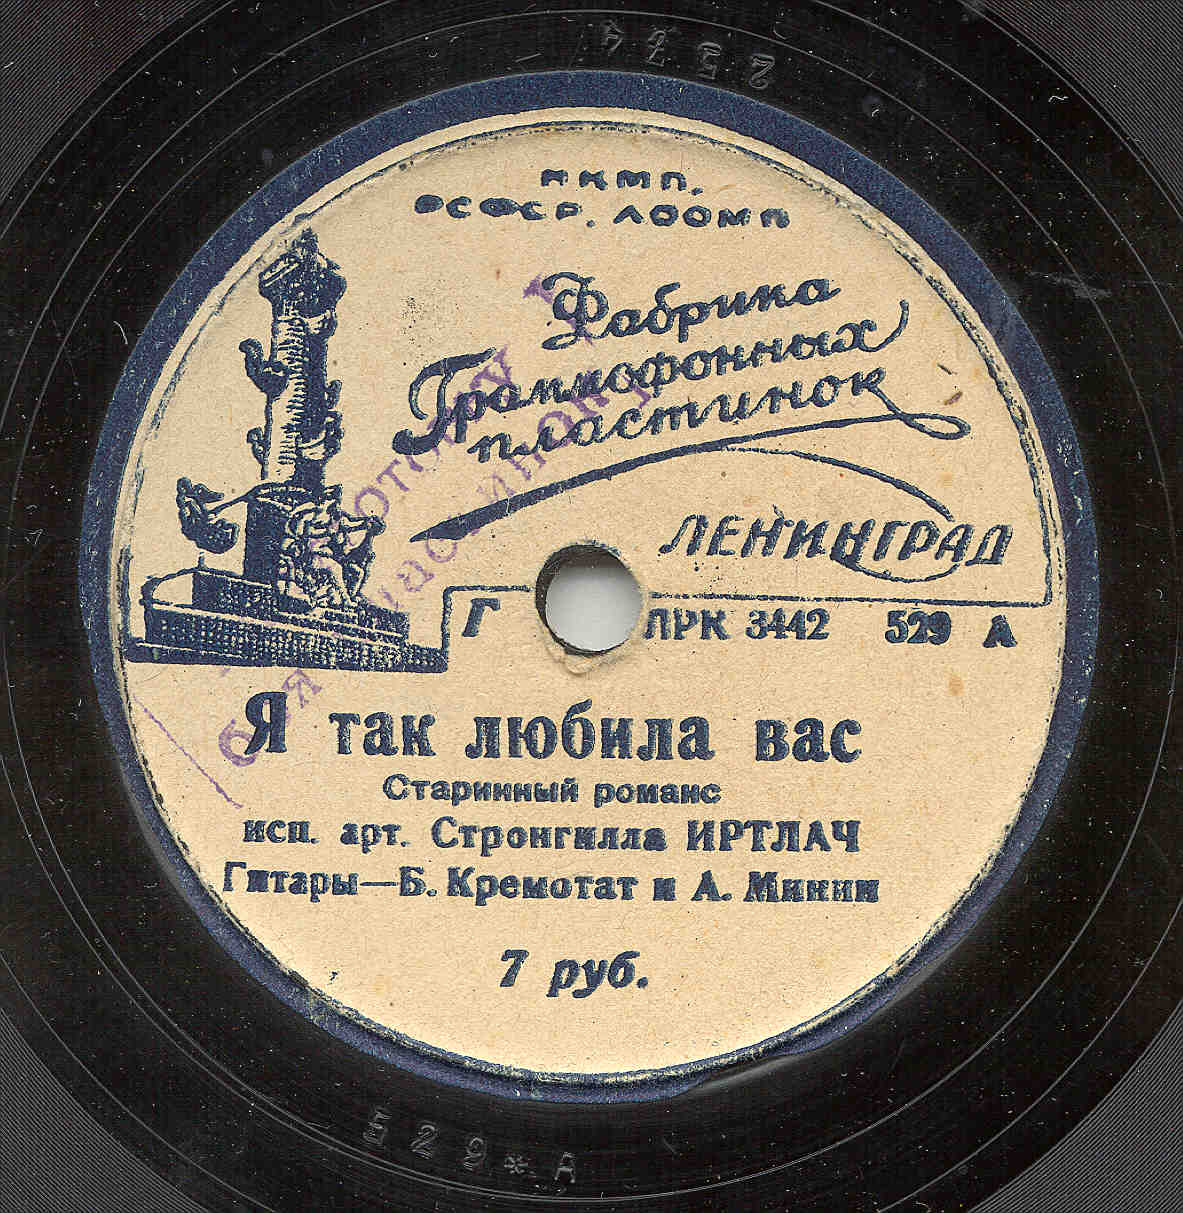 2574
НКМП.
РСФСР. ЛООМП
Фабрика
Граммофонных
пластинок
ЛЕНИНГРАД
Г ЛРК 3442 529 А
Я так любила вас
Старинный романс
исп. арт. Стронгилла ИРТЛАЧ
Гитары—Б. Кремотат и А. Минин
7 руб.
529*А